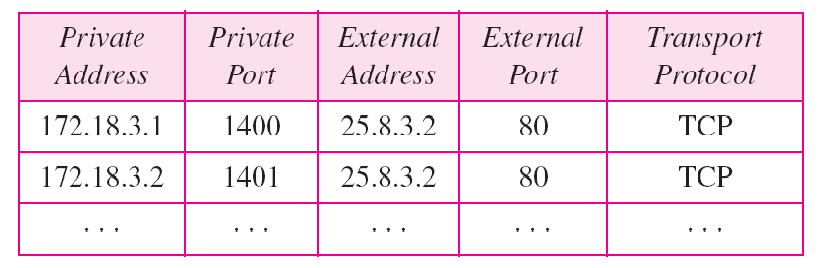 Private Address Private Port External Address External Port Transport Protocol
172.18.3.1 1400 25.8.3.2 80 TCP
172.18.3.2 1401 25.8.3.2 80 TCP
... ... ... ... ...